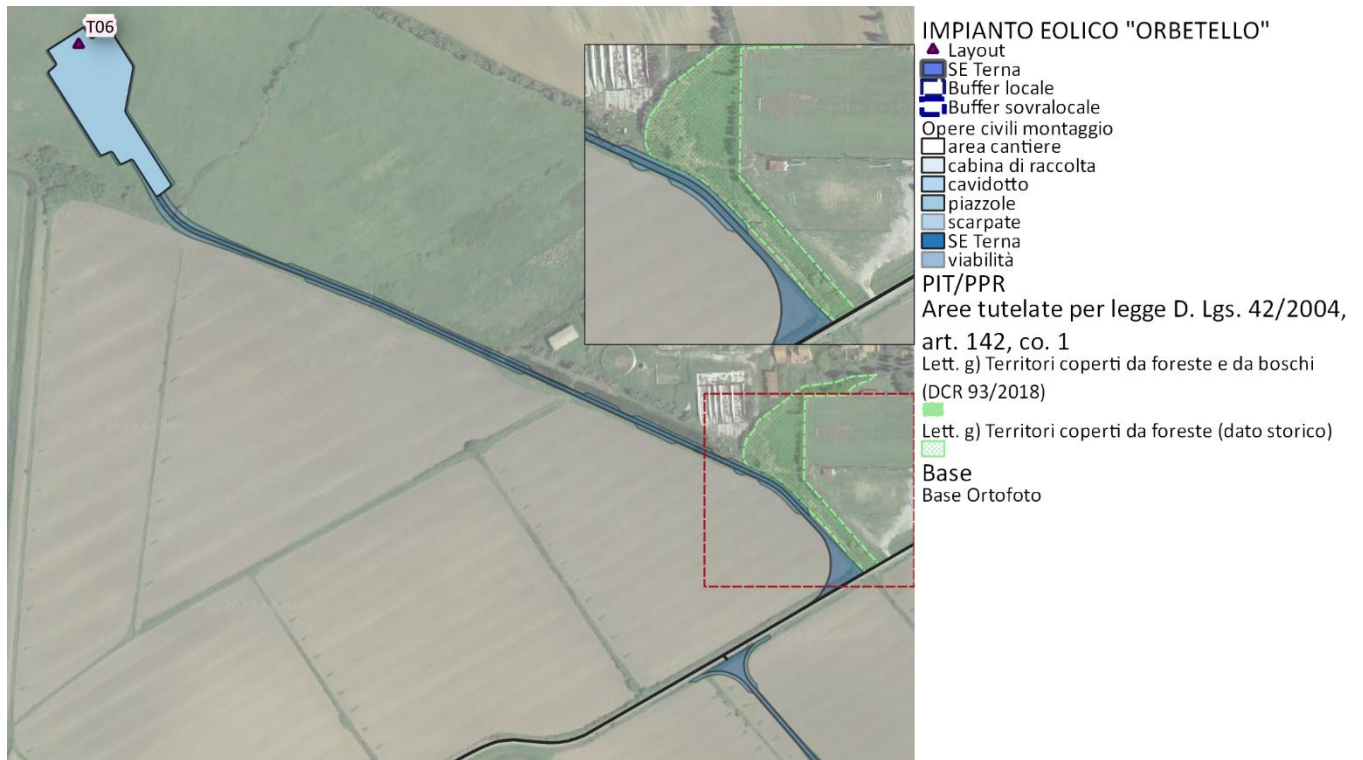 T06
IMPIANTO EOLICO "ORBETELLO"
Layout
SE Terna
Buffer locale
Buffer sovralocale
Opere civili montaggio
area cantiere
cabina di raccolta
cavidotto
piazzole
scarpate
SE Terna
viabilità
PIT/PPR
Aree tutelate per legge D. Lgs. 42/2004,
art. 142, co. 1
Lett. g) Territori coperti da foreste e da boschi
(DCR 93/2018)
Lett. g) Territori coperti da foreste (dato storico)
Base
Base Ortofoto